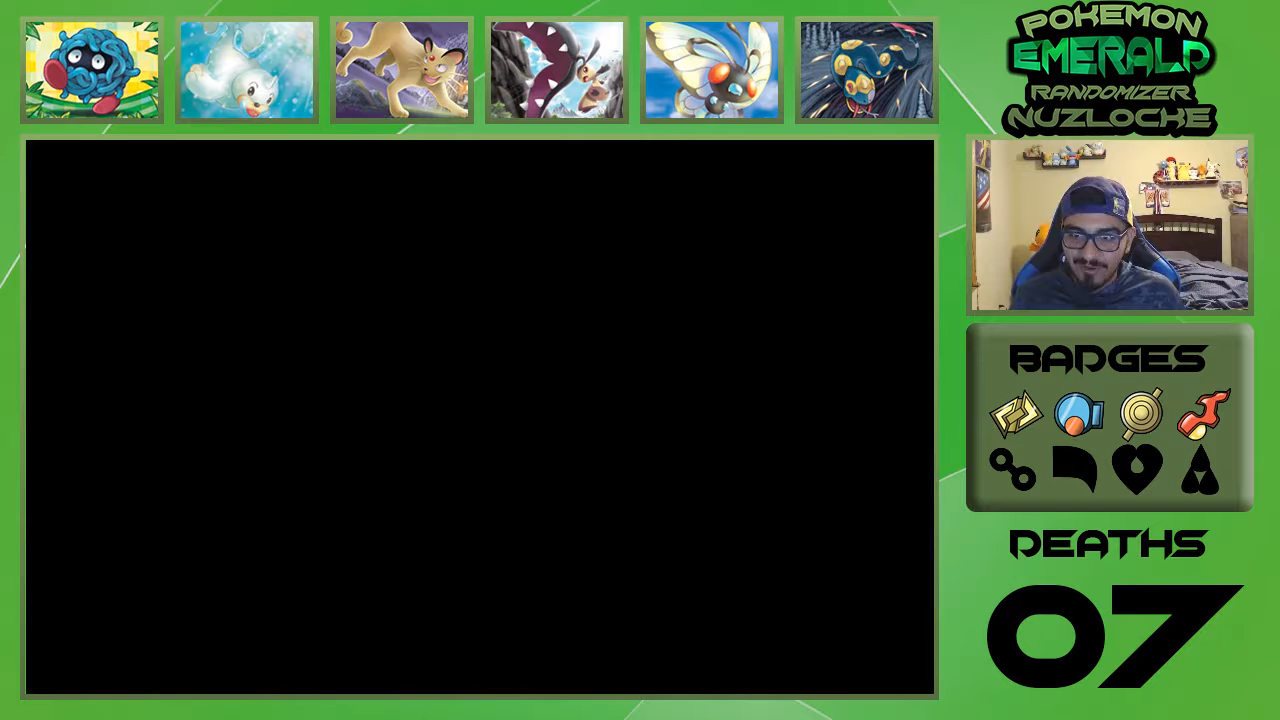 POKEMON
EMERALD
RANDOMIZER
NUZLOCKE
BADGES
DEATHS
07